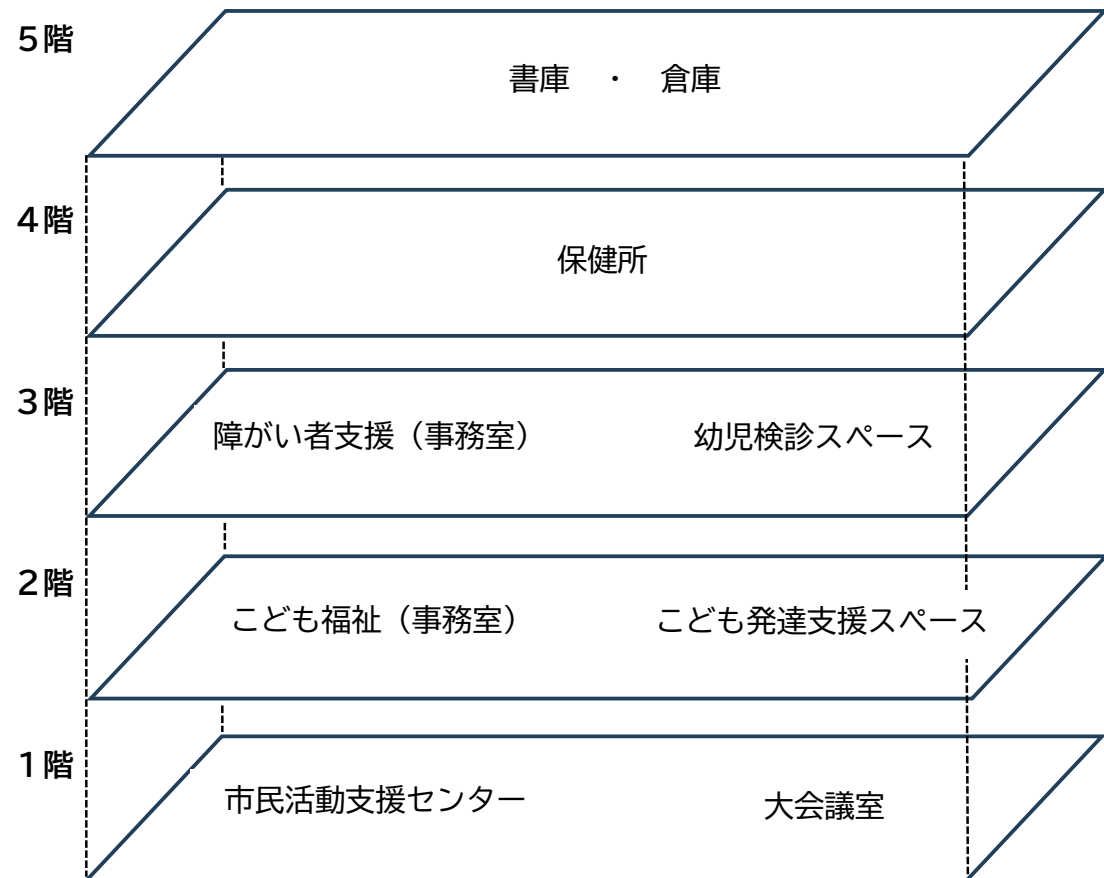 5階
書庫 ・ 倉庫
4階
保健所
3階
障がい者支援（事務室） 幼児検診スペース
2階
こども福祉（事務室） こども発達支援スペース
1階
市民活動支援センター 大会議室